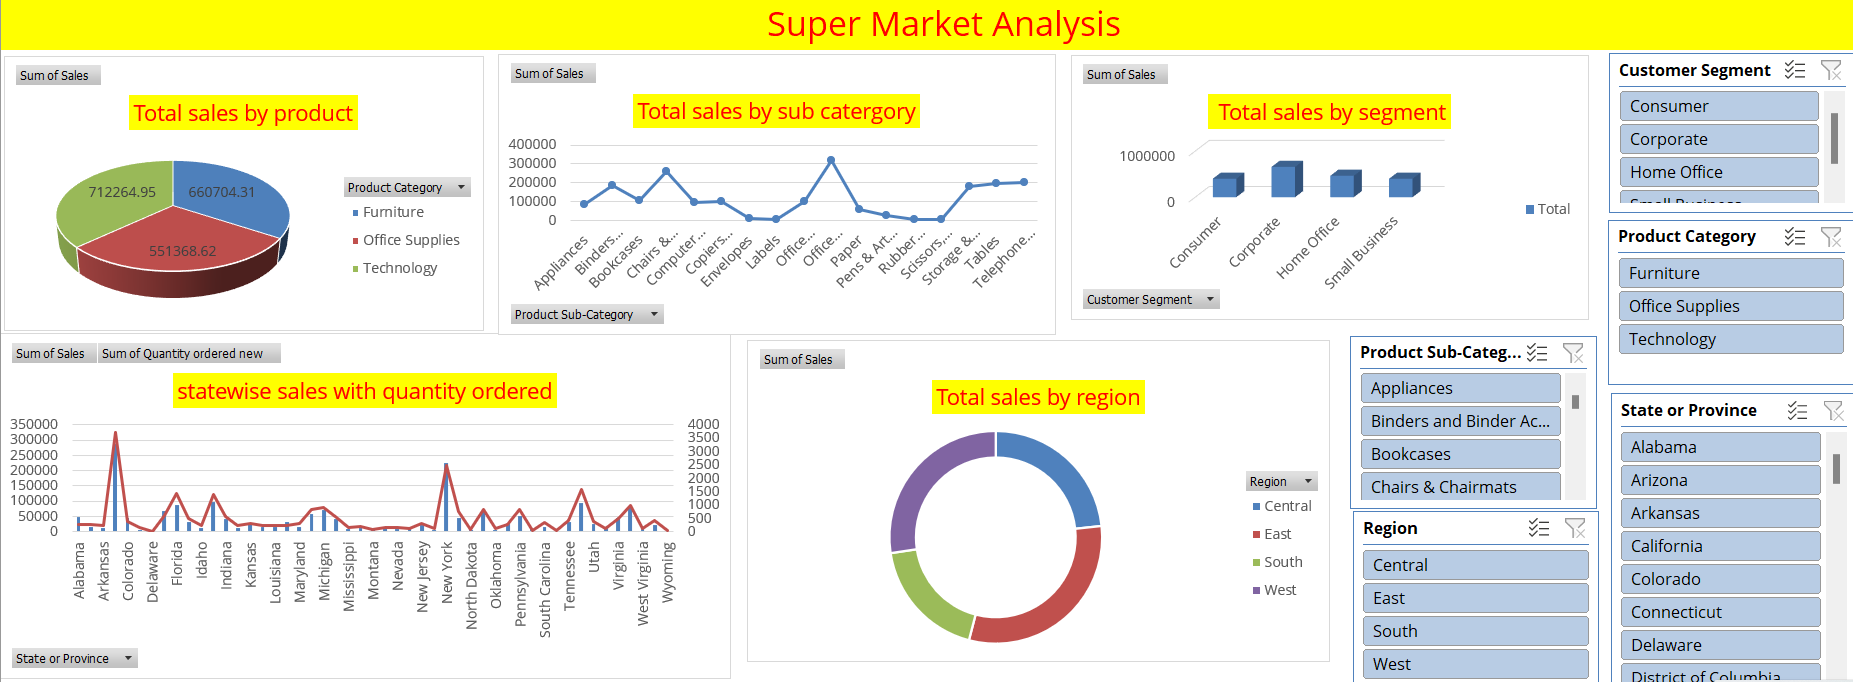 Super Market Analysis
Sum of Sales
Total sales by product
712264.95
660704.31
551368.62
Product Category
Furniture
Office Supplies
Technology
Sum of Sales
Total sales by sub catergory
400000
300000
200000
100000
0
Appliances
Binders...
Bookcases
Chairs &...
Computer...
Copiers...
Envelopes
Labels
Office...
Office...
Paper
Pens & Art...
Rubber...
Scissors,...
Storage &...
Tables
Telephone...
Product Sub-Category
Sum of Sales
Total sales by segment
1000000
0
Consumer
Corporate
Home Office
Small Business
Total
Customer Segment
Customer Segment
Consumer
Corporate
Home Office
Small Business
Product Category
Furniture
Office Supplies
Technology
Sum of Sales
Sum of Quantity ordered new
statewise sales with quantity ordered
350000
300000
250000
200000
150000
100000
50000
0
4000
3500
3000
2500
2000
1500
1000
500
0
Alabama
Arkansas
Colorado
Delaware
Florida
Idaho
Indiana
Kansas
Louisiana
Maryland
Michigan
Mississippi
Montana
Nevada
New Jersey
New York
North Dakota
Oklahoma
Pennsylvania
South Carolina
Tennessee
Utah
Virginia
West Virginia
Wyoming
State or Province
Sum of Sales
Total sales by region
Region
Central
East
South
West
Product Sub-Categ...
Appliances
Binders and Binder Ac...
Bookcases
Chairs & Chairmats
Region
Central
East
South
West
State or Province
Alabama
Arizona
Arkansas
California
Colorado
Connecticut
Delaware
District of Columbia